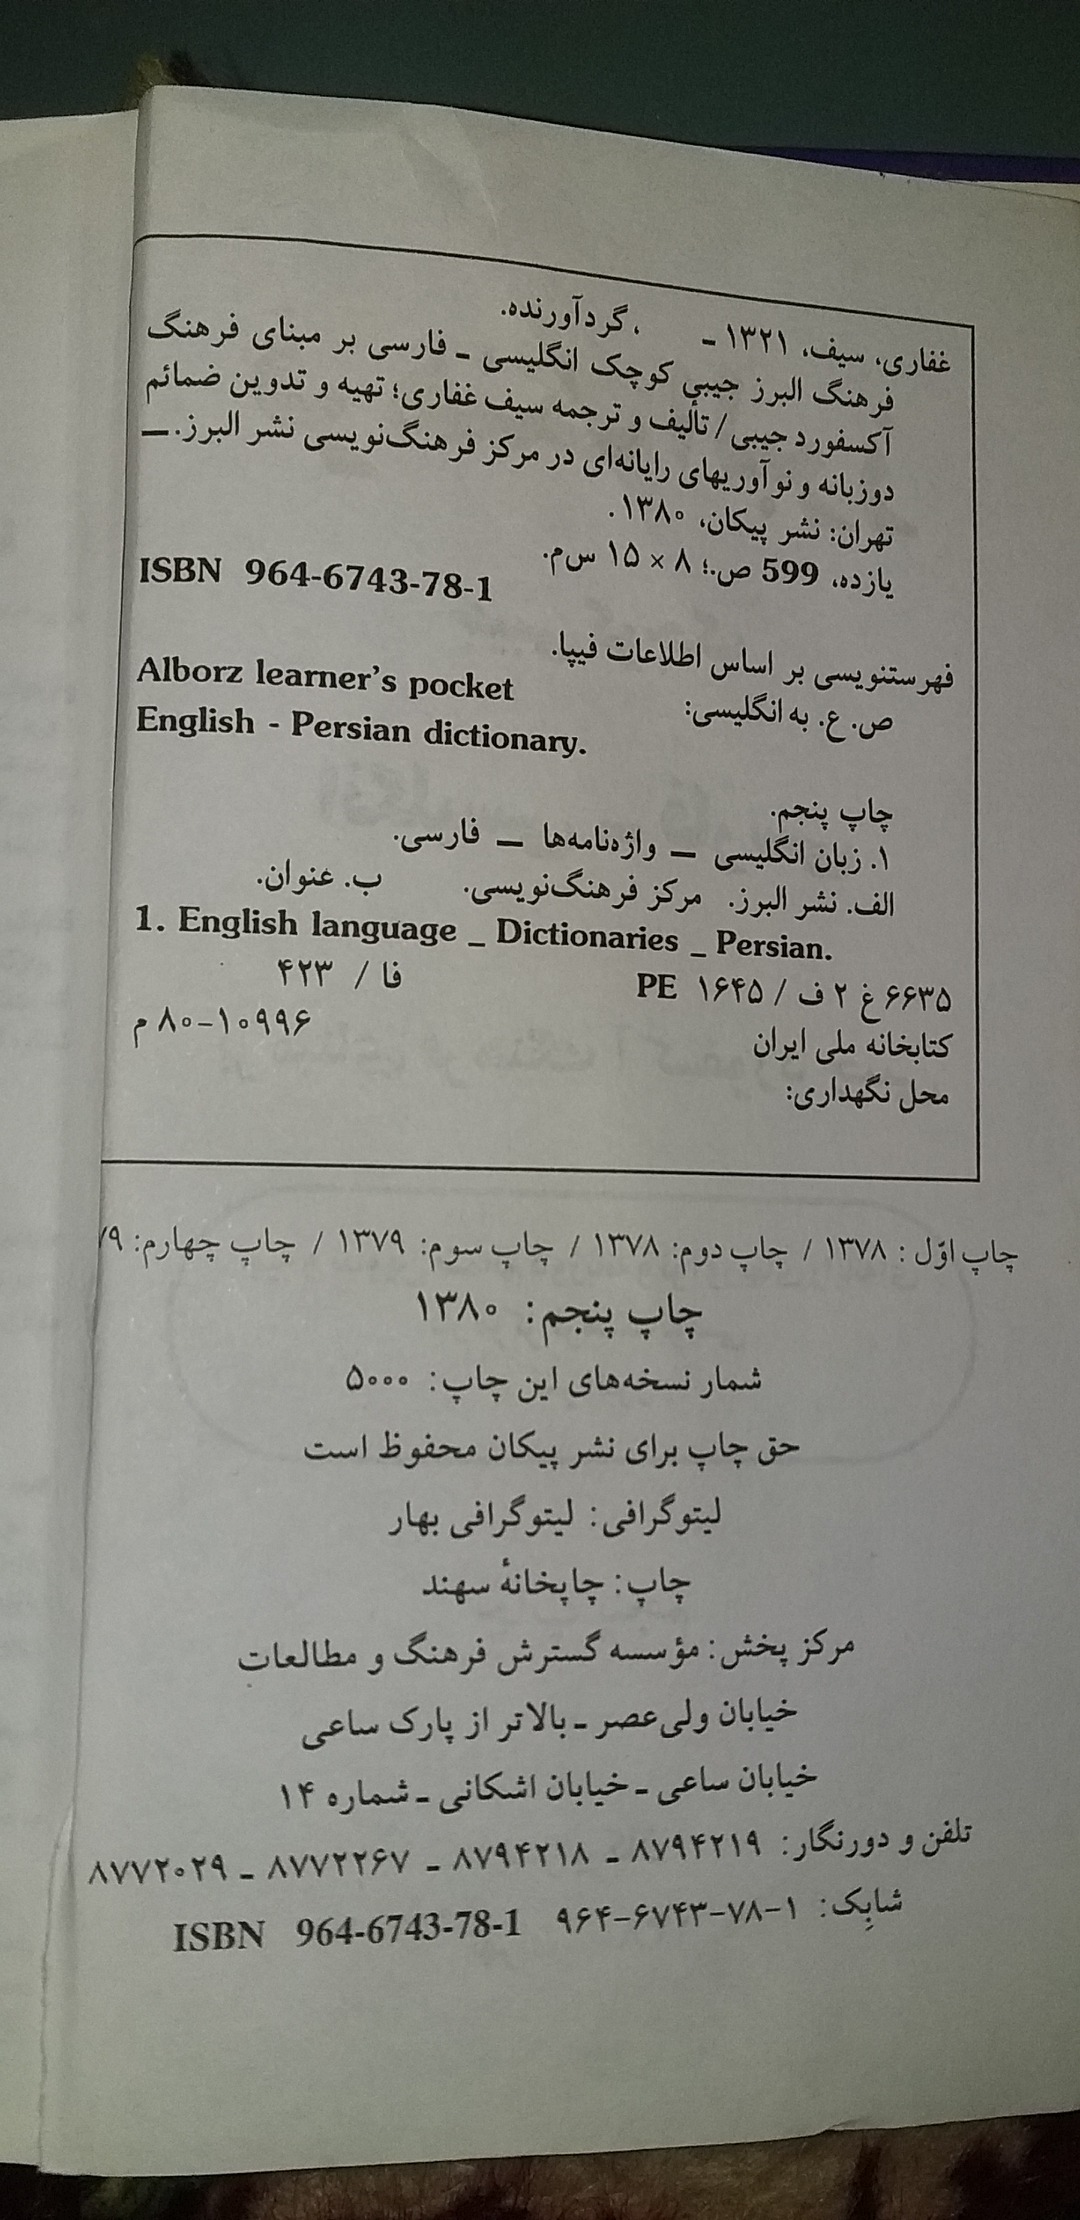 غفاری، سیف، ۱۳۲۱ - ، گردآورنده.
فرهنگ البرز جیبی کوچک انگلیسی ـ فارسی بر مبنای فرهنگ
آکسفورد جیبی / تألیف و ترجمه سیف غفاری؛ تهیه و تدوین ضمائم
دوزبانه و نوآوریهای رایانه‌ای در مرکز فرهنگ‌نویسی نشر البرز. ــ
تهران: نشر پیکان، ۱۳۸۰.
یازده، 599 ص.؛ ۸ × ۱۵ س‌م.
ISBN 964-6743-78-1
فهرستنویسی بر اساس اطلاعات فیپا.
ص. ع. به انگلیسی: Alborz learner's pocket
English - Persian dictionary.
چاپ پنجم.
۱. زبان انگلیسی ــ واژه‌نامه‌ها ــ فارسی.
الف. نشر البرز. مرکز فرهنگ‌نویسی. ب. عنوان.
1. English language _ Dictionaries _ Persian.
۶۶۳۵ غ ۲ ف / ۱۶۴۵ PE فا / ۴۲۳
کتابخانه ملی ایران ۱۰۹۹۶-۸۰ م
محل نگهداری:
چاپ اوّل : ۱۳۷۸ / چاپ دوم: ۱۳۷۸ / چاپ سوم: ۱۳۷۹ / چاپ چهارم: ۷۹
چاپ پنجم: ۱۳۸۰
شمار نسخه‌های این چاپ: ۵۰۰۰
حق چاپ برای نشر پیکان محفوظ است
لیتوگرافی: لیتوگرافی بهار
چاپ: چاپخانهٔ سهند
مرکز پخش: مؤسسه گسترش فرهنگ و مطالعات
خیابان ولی‌عصر ـ بالاتر از پارک ساعی
خیابان ساعی ـ خیابان اشکانی ـ شماره ۱۴
تلفن و دورنگار: ۸۷۹۴۲۱۹ ـ ۸۷۹۴۲۱۸ ـ ۸۷۷۲۲۶۷ ـ ۸۷۷۲۰۲۹
شابِک: ۱-۷۸-۶۷۴۳-۹۶۴ ISBN 964-6743-78-1